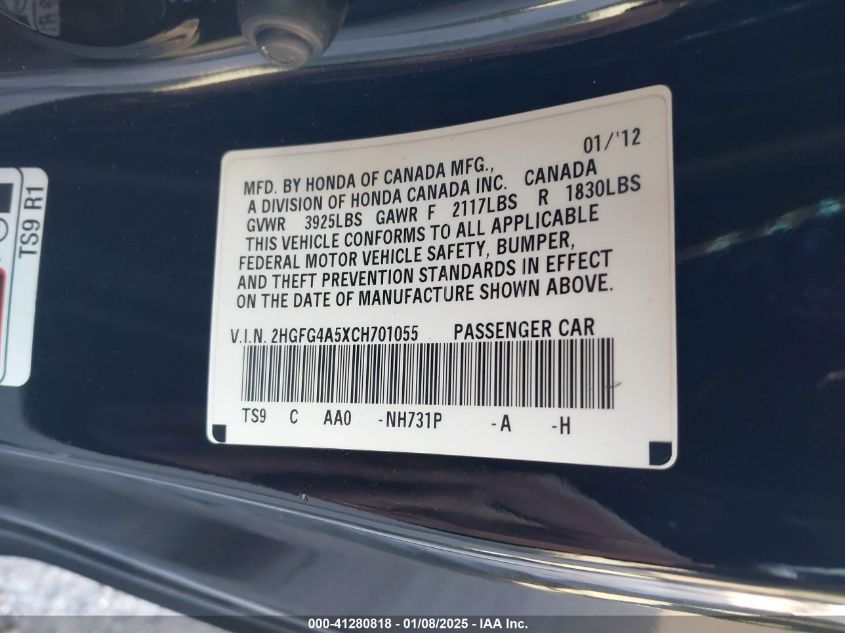 01/'12
MFD. BY HONDA OF CANADA MFG.,
A DIVISION OF HONDA CANADA INC. CANADA
GVWR 3925LBS GAWR F 2117LBS R 1830LBS
THIS VEHICLE CONFORMS TO ALL APPLICABLE
FEDERAL MOTOR VEHICLE SAFETY, BUMPER,
AND THEFT PREVENTION STANDARDS IN EFFECT
ON THE DATE OF MANUFACTURE SHOWN ABOVE.
V.I.N. 2HGFG4A5XCH701055 PASSENGER CAR
TS9 C AA0 -NH731P -A -H
TS9 R1
000-41280818 - 01/08/2025 - IAA Inc.